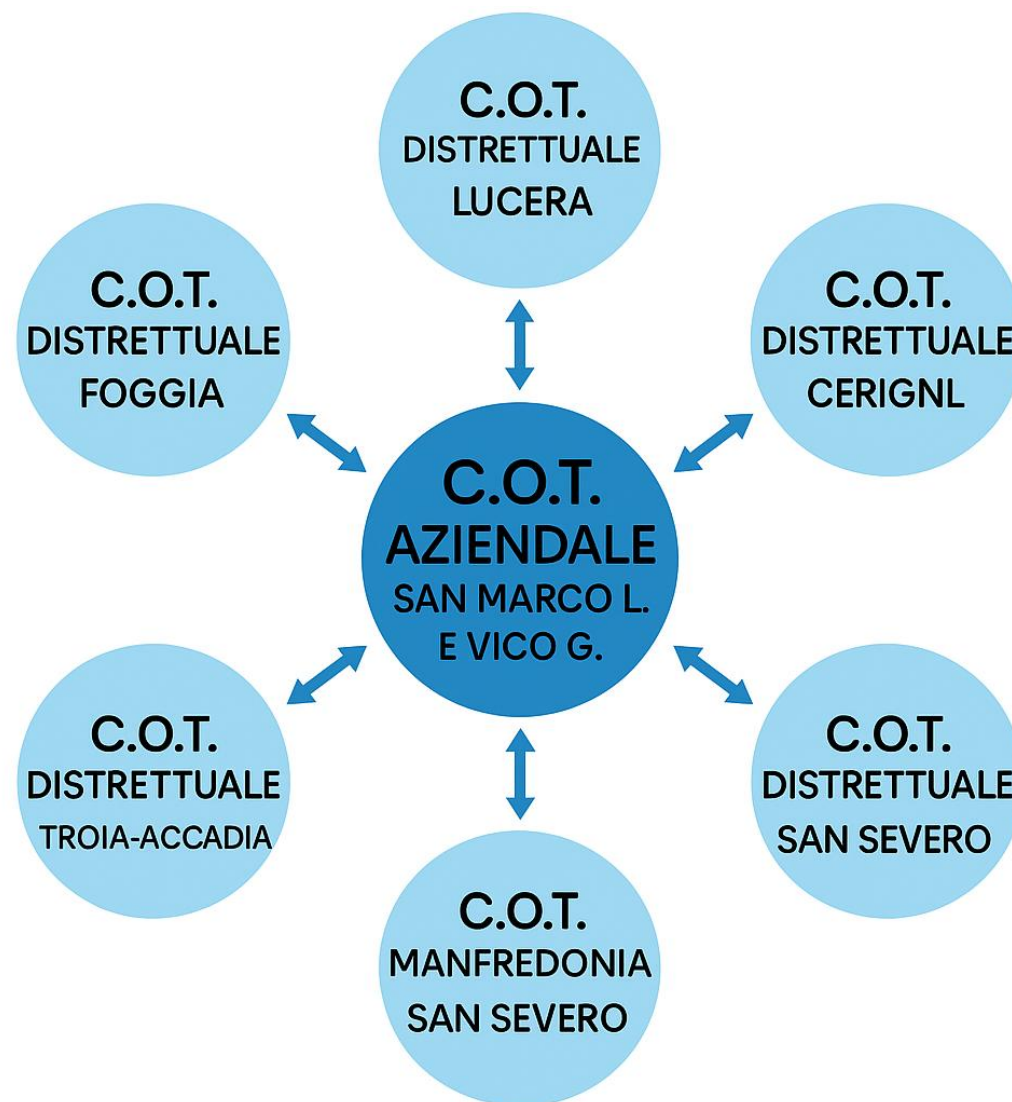 C.O.T.
DISTRETTUALE
LUCERA
C.O.T.
DISTRETTUALE
FOGGIA
C.O.T.
DISTRETTUALE
CERIGNL
C.O.T.
AZIENDALE
SAN MARCO L.
E VICO G.
C.O.T.
DISTRETTUALE
TROIA-ACCADIA
C.O.T.
DISTRETTUALE
SAN SEVERO
C.O.T.
MANFREDONIA
SAN SEVERO